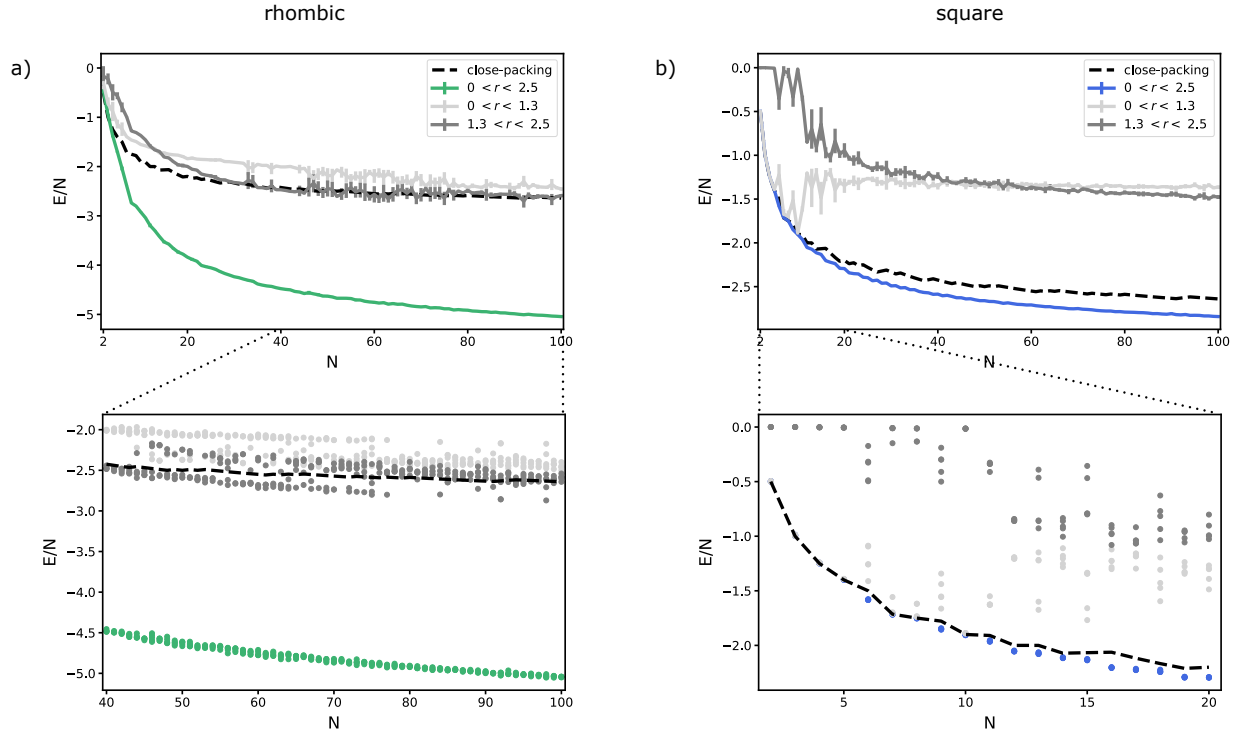 rhombic
square
a)
b)
0
−1
−2
−3
−4
−5
E/N
2
20
40
60
80
100
N
close-packing
0 < r < 2.5
0 < r < 1.3
1.3 < r < 2.5
0.0
−0.5
−1.0
−1.5
−2.0
−2.5
E/N
2
20
40
60
80
100
N
close-packing
0 < r < 2.5
0 < r < 1.3
1.3 < r < 2.5
−2.0
−2.5
−3.0
−3.5
−4.0
−4.5
−5.0
E/N
40
50
60
70
80
90
100
N
0.0
−0.5
−1.0
−1.5
−2.0
E/N
5
10
15
20
N